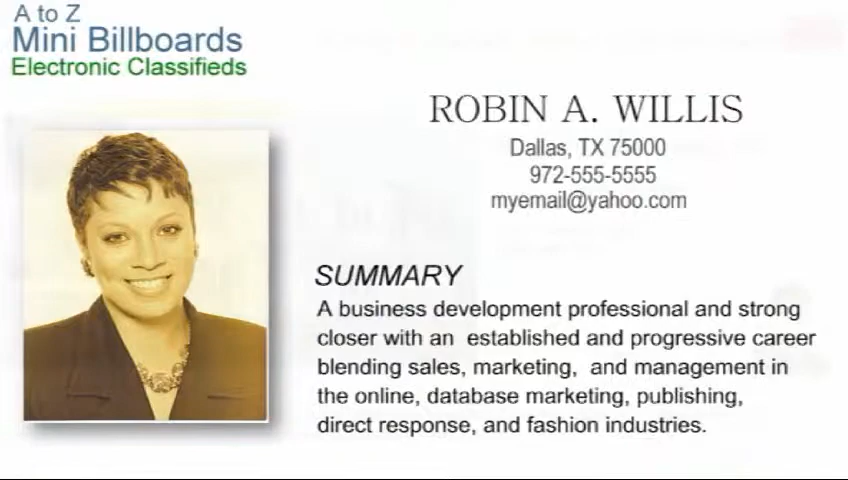 A to Z
Mini Billboards
Electronic Classifieds
ROBIN A. WILLIS
Dallas, TX 75000
972-555-5555
myemail@yahoo.com
SUMMARY
A business development professional and strong
closer with an established and progressive career
blending sales, marketing, and management in
the online, database marketing, publishing,
direct response, and fashion industries.